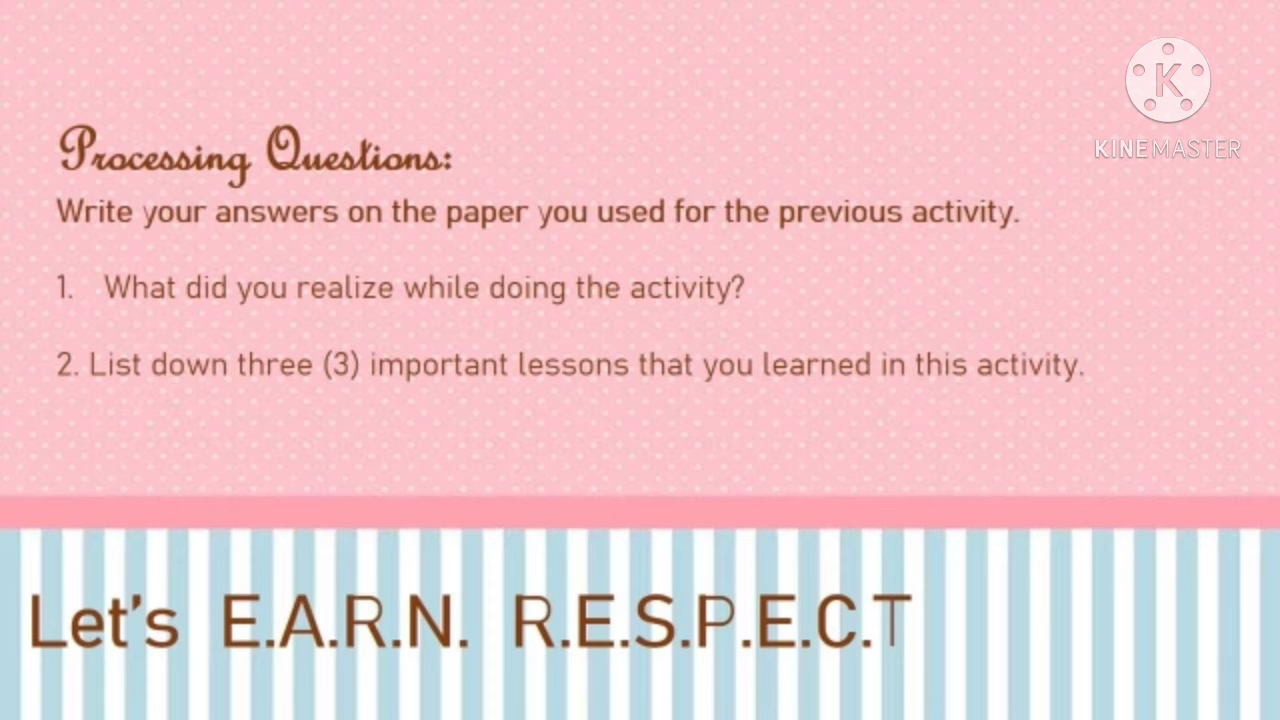 KINEMASTER
Processing Questions:
Write your answers on the paper you used for the previous activity.
1. What did you realize while doing the activity?
2. List down three (3) important lessons that you learned in this activity.
Let's E.A.R.N. R.E.S.P.E.C.T